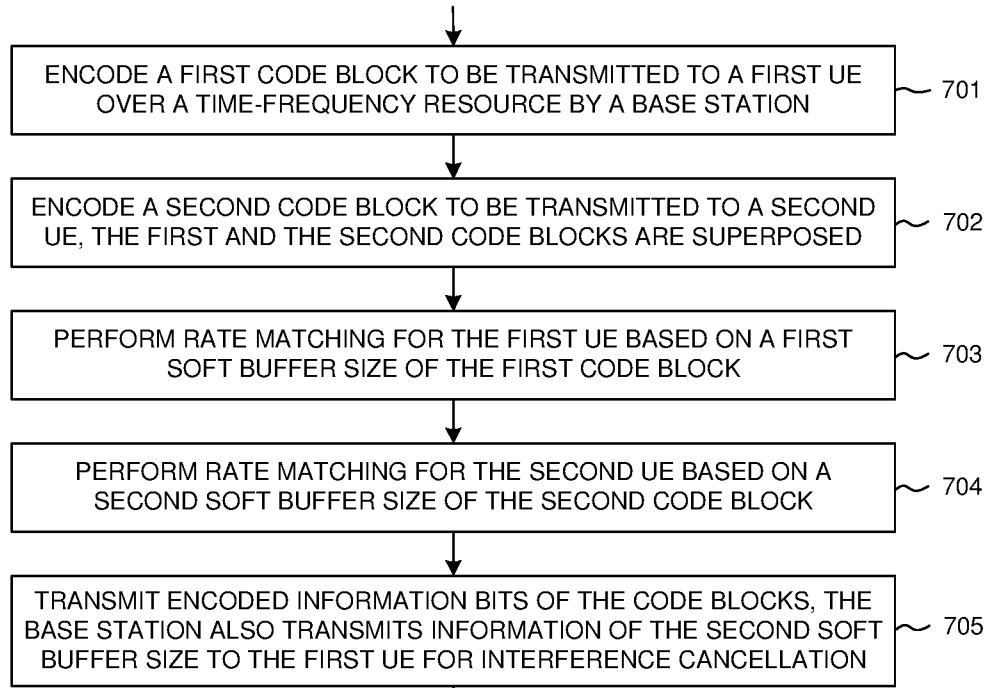 ENCODE A FIRST CODE BLOCK TO BE TRANSMITTED TO A FIRST UE
OVER A TIME-FREQUENCY RESOURCE BY A BASE STATION
701
ENCODE A SECOND CODE BLOCK TO BE TRANSMITTED TO A SECOND
UE, THE FIRST AND THE SECOND CODE BLOCKS ARE SUPERPOSED
702
PERFORM RATE MATCHING FOR THE FIRST UE BASED ON A FIRST
SOFT BUFFER SIZE OF THE FIRST CODE BLOCK
703
PERFORM RATE MATCHING FOR THE SECOND UE BASED ON A
SECOND SOFT BUFFER SIZE OF THE SECOND CODE BLOCK
704
TRANSMIT ENCODED INFORMATION BITS OF THE CODE BLOCKS, THE
BASE STATION ALSO TRANSMITS INFORMATION OF THE SECOND SOFT
BUFFER SIZE TO THE FIRST UE FOR INTERFERENCE CANCELLATION
705